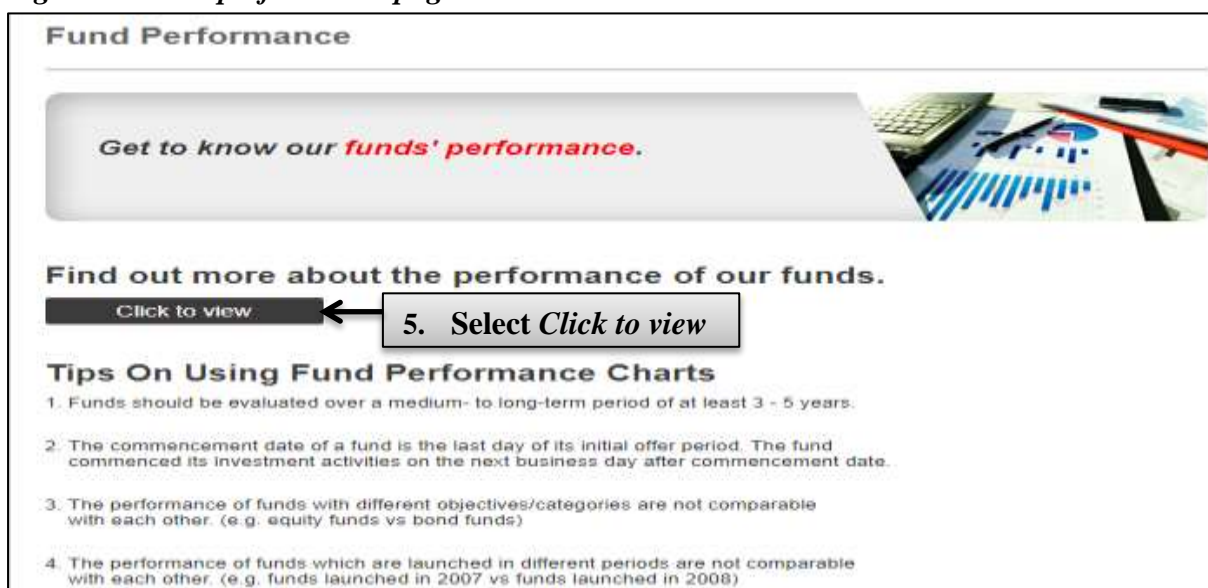 Fund Performance
Get to know our funds' performance.
Find out more about the performance of our funds.
Click to view
5. Select Click to view
Tips On Using Fund Performance Charts
1. Funds should be evaluated over a medium- to long-term period of at least 3 - 5 years.
2. The commencement date of a fund is the last day of its initial offer period. The fund
commenced its investment activities on the next business day after commencement date.
3. The performance of funds with different objectives/categories are not comparable
with each other. (e.g. equity funds vs bond funds)
4. The performance of funds which are launched in different periods are not comparable
with each other. (e.g. funds launched in 2007 vs funds launched in 2008)